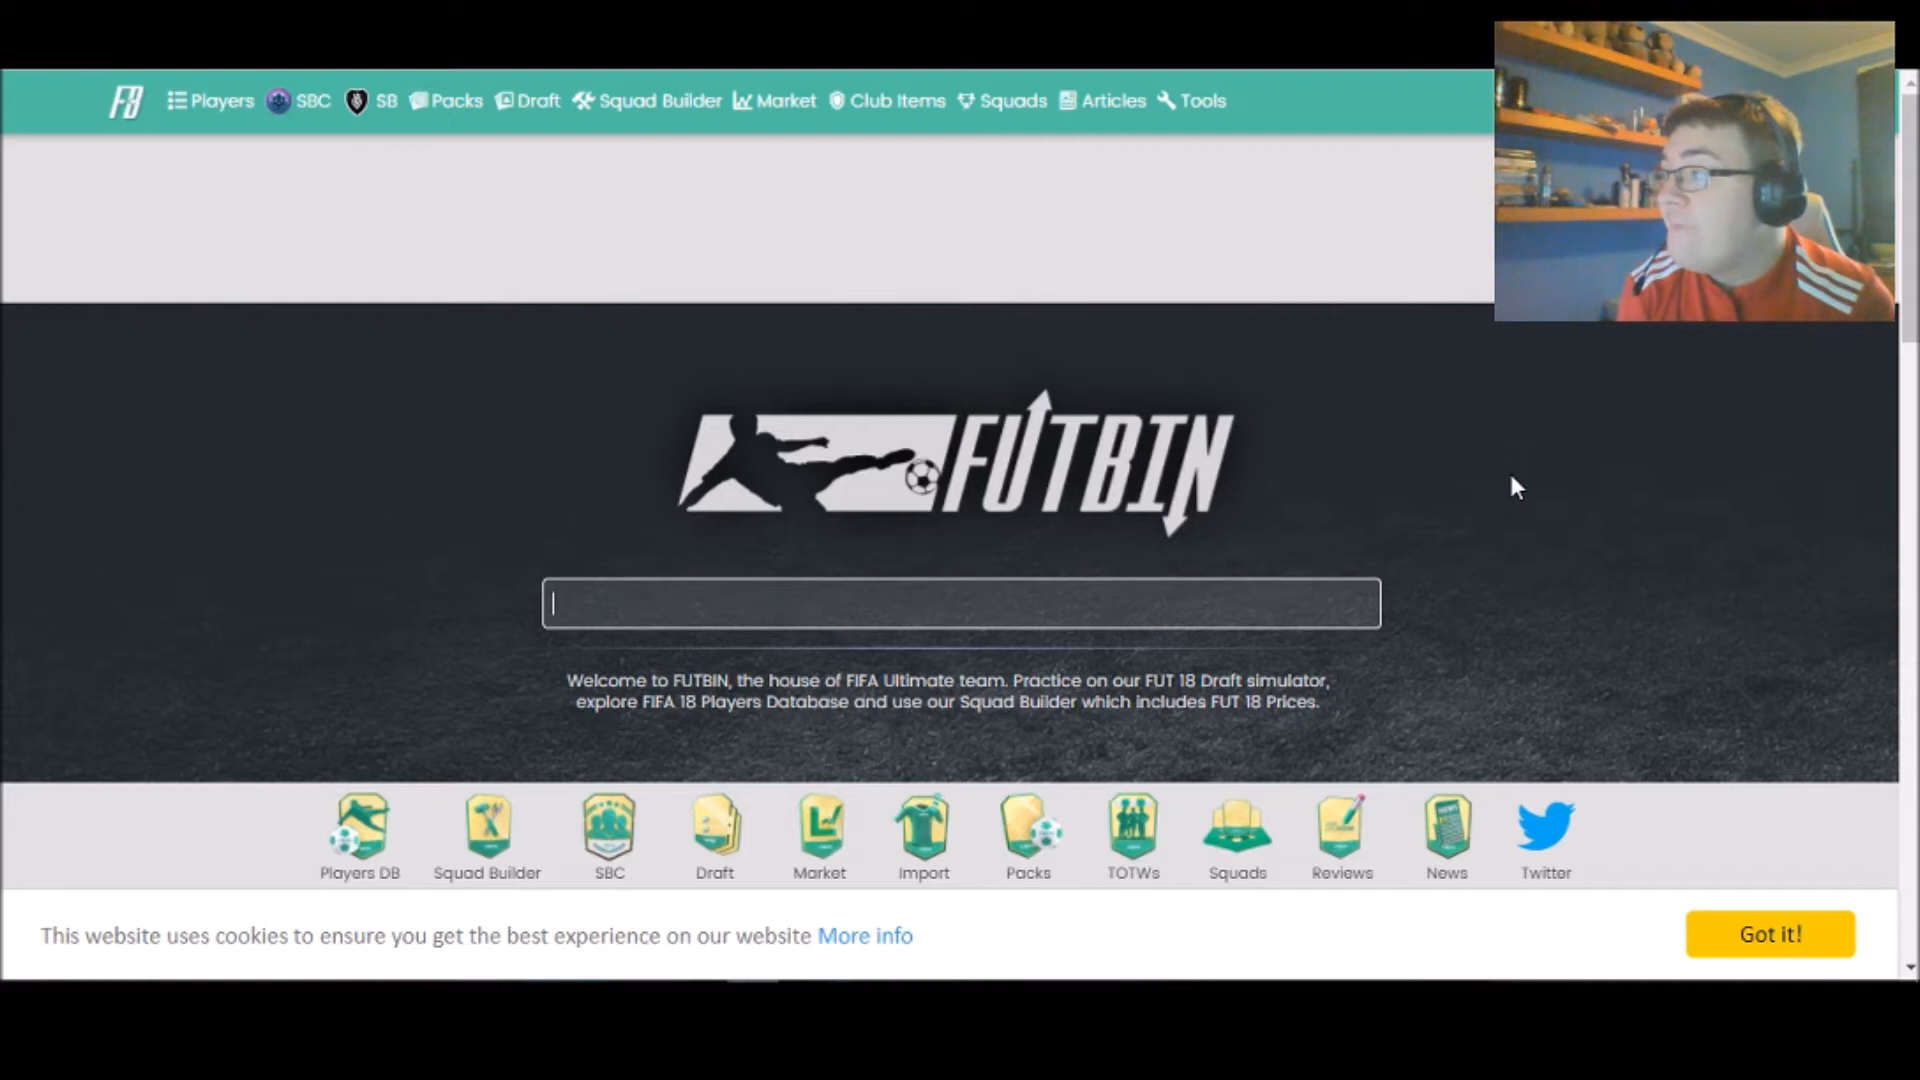 F8 Players SBC SB Packs Draft Squad Builder Market Club Items Squads Articles Tools
FUTBIN
Welcome to FUTBIN, the house of FIFA Ultimate team. Practice on our FUT 18 Draft simulator,
explore FIFA 18 Players Database and use our Squad Builder which includes FUT 18 Prices.
Players DB Squad Builder SBC Draft Market Import Packs TOTWs Squads Reviews News Twitter
This website uses cookies to ensure you get the best experience on our website More info
Got it!